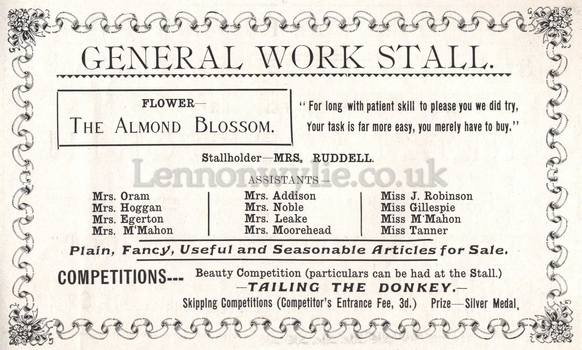 GENERAL WORK STALL.
FLOWER—
THE ALMOND BLOSSOM.
"For long with patient skill to please you we did try,
Your task is far more easy, you merely have to buy."
Stallholder—MRS. RUDDELL.
Lennonwylie.co.uk
ASSISTANTS—
Mrs. Oram
Mrs. Hoggan
Mrs. Egerton
Mrs. M'Mahon
Mrs. Addison
Mrs. Noble
Mrs. Leake
Mrs. Moorehead
Miss J. Robinson
Miss Gillespie
Miss M'Mahon
Miss Tanner
Plain, Fancy, Useful and Seasonable Articles for Sale.
COMPETITIONS--- Beauty Competition (particulars can be had at the Stall.)
—TAILING THE DONKEY.—
Skipping Competitions (Competitor's Entrance Fee, 3d.) Prize—Silver Medal.